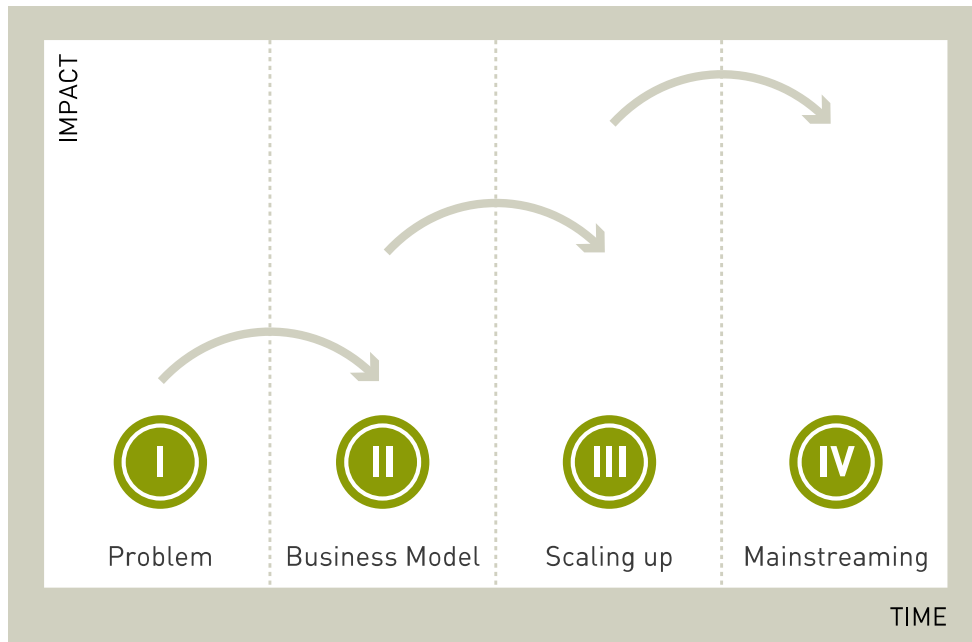 IMPACT
I
II
III
IV
Problem
Business Model
Scaling up
Mainstreaming
TIME